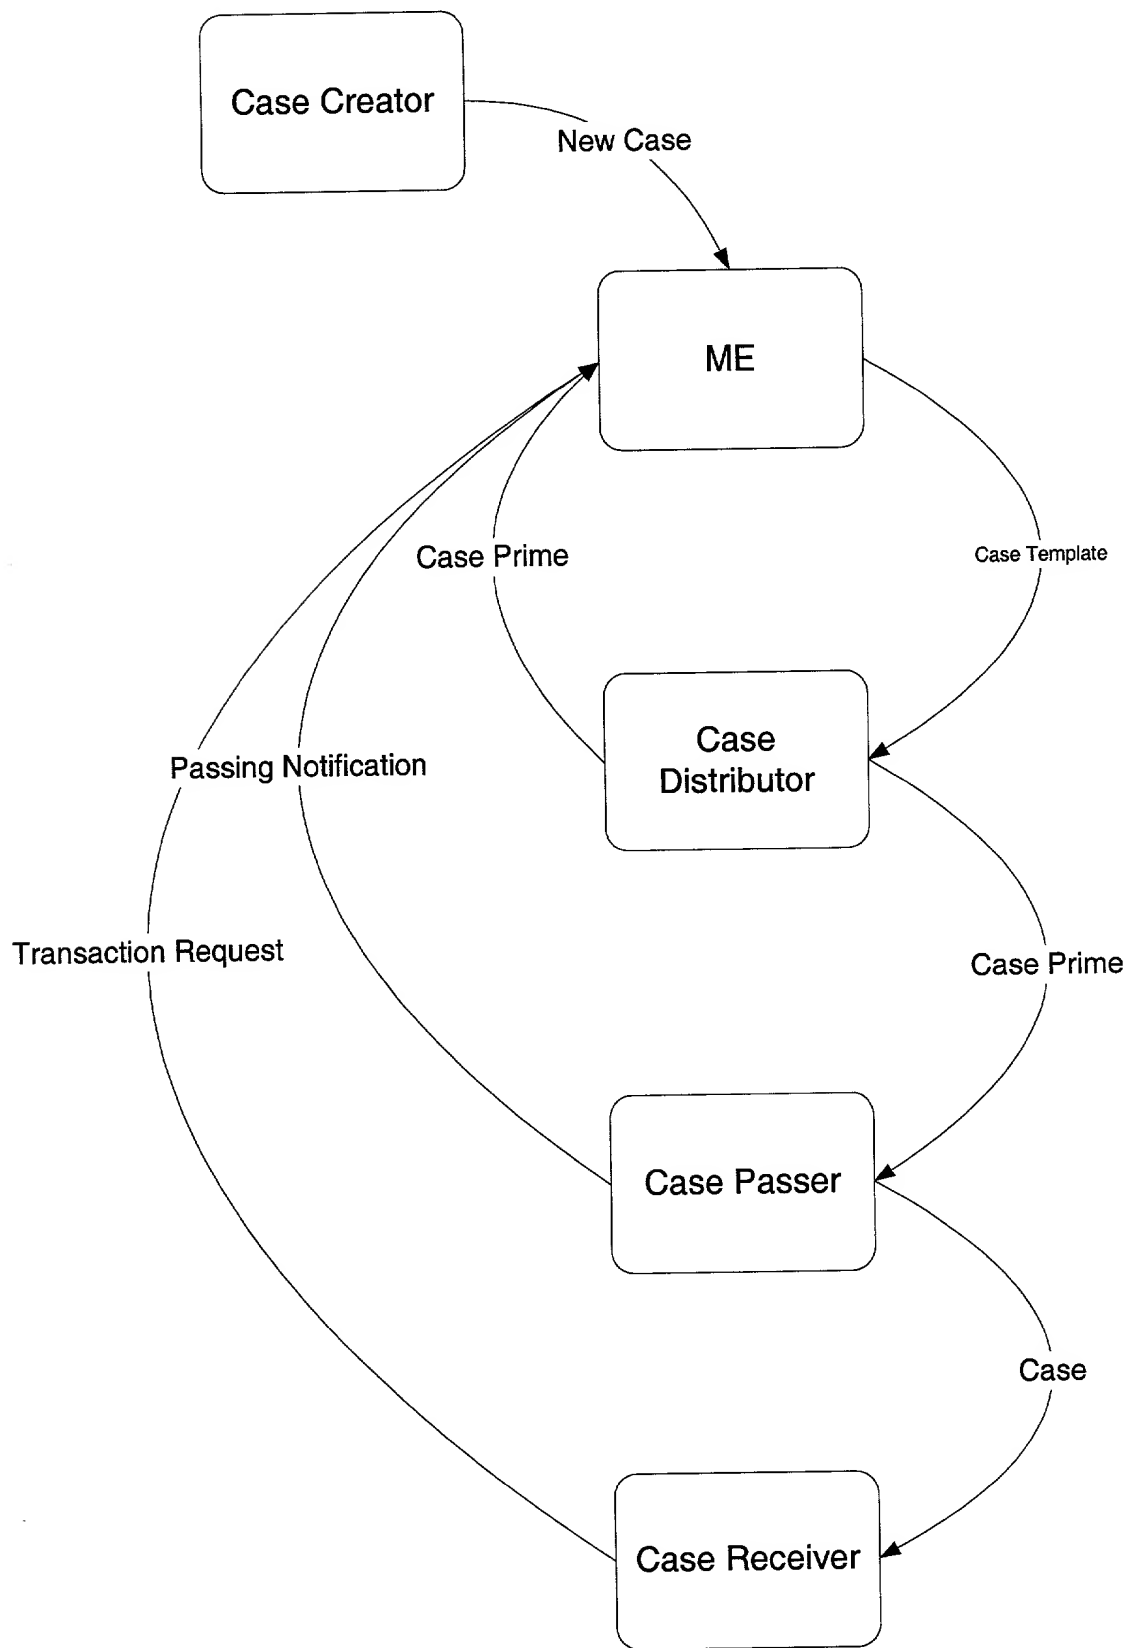 Case Creator
New Case
ME
Case Prime
Case Template
Case
Distributor
Passing Notification
Transaction Request
Case Prime
Case Passer
Case
Case Receiver